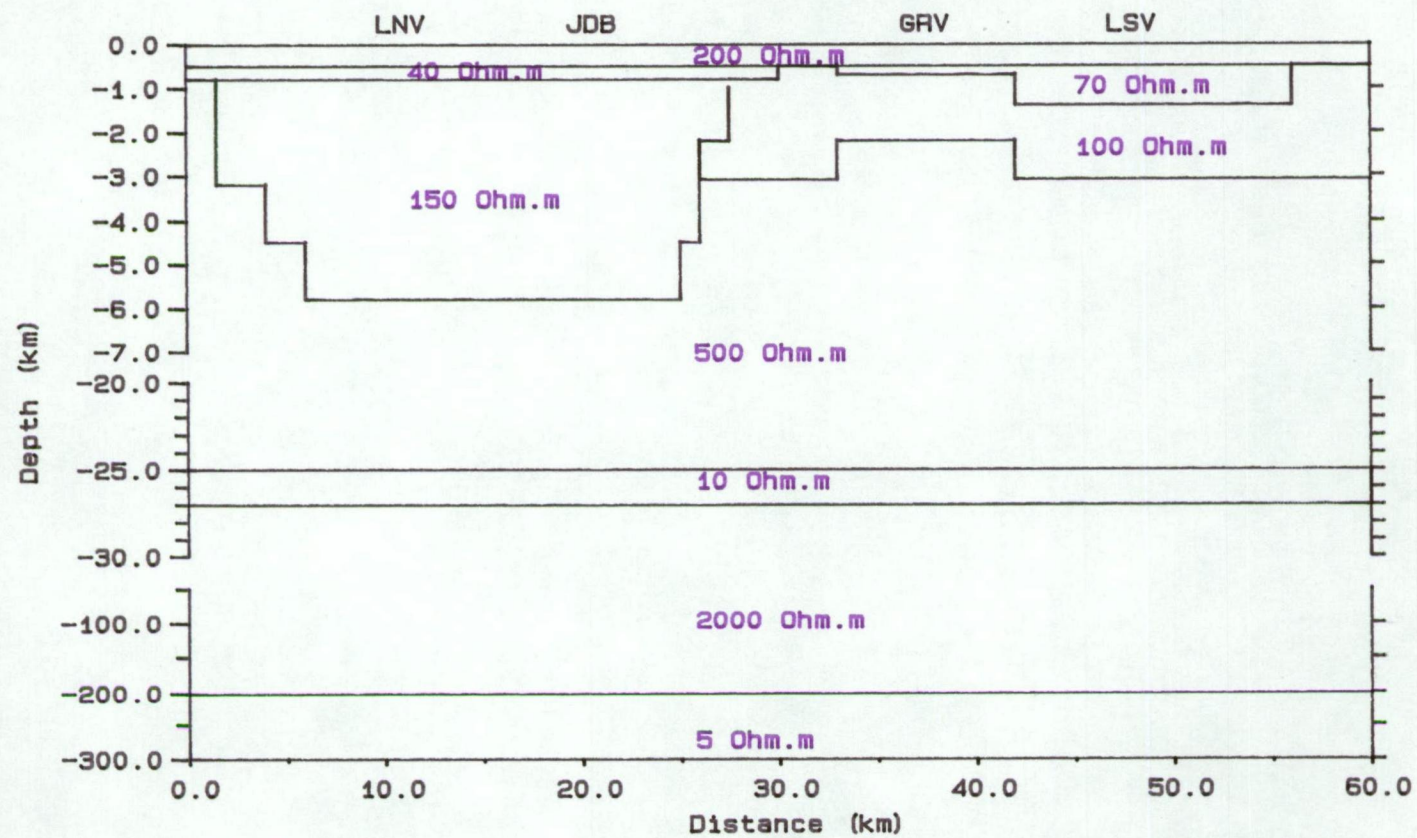 LNV JDB GRV LSV
0.0
200 Ohm.m
40 Ohm.m
-1.0
70 Ohm.m
-2.0
100 Ohm.m
-3.0
150 Ohm.m
-4.0
-5.0
-6.0
-7.0
500 Ohm.m
-20.0
-25.0
10 Ohm.m
-30.0
-100.0
2000 Ohm.m
-200.0
5 Ohm.m
-300.0
Depth (km)
0.0 10.0 20.0 30.0 40.0 50.0 60.0
Distance (km)